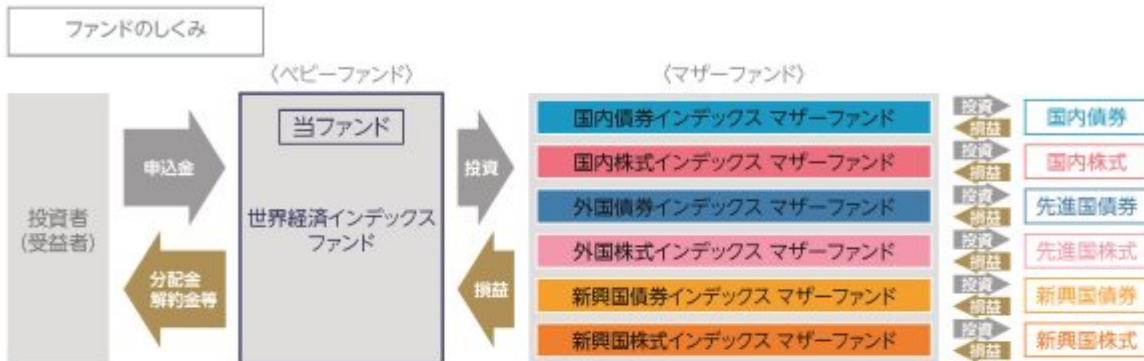 ファンドのしくみ
〈ベビーファンド〉
〈マザーファンド〉
投資者
(受益者)
申込金
分配金
解約金等
当ファンド
世界経済インデックス
ファンド
投資
損益
国内債券インデックス マザーファンド
投資
損益
国内債券
国内株式インデックス マザーファンド
投資
損益
国内株式
外国債券インデックス マザーファンド
投資
損益
先進国債券
外国株式インデックス マザーファンド
投資
損益
先進国株式
新興国債券インデックス マザーファンド
投資
損益
新興国債券
新興国株式インデックス マザーファンド
投資
損益
新興国株式